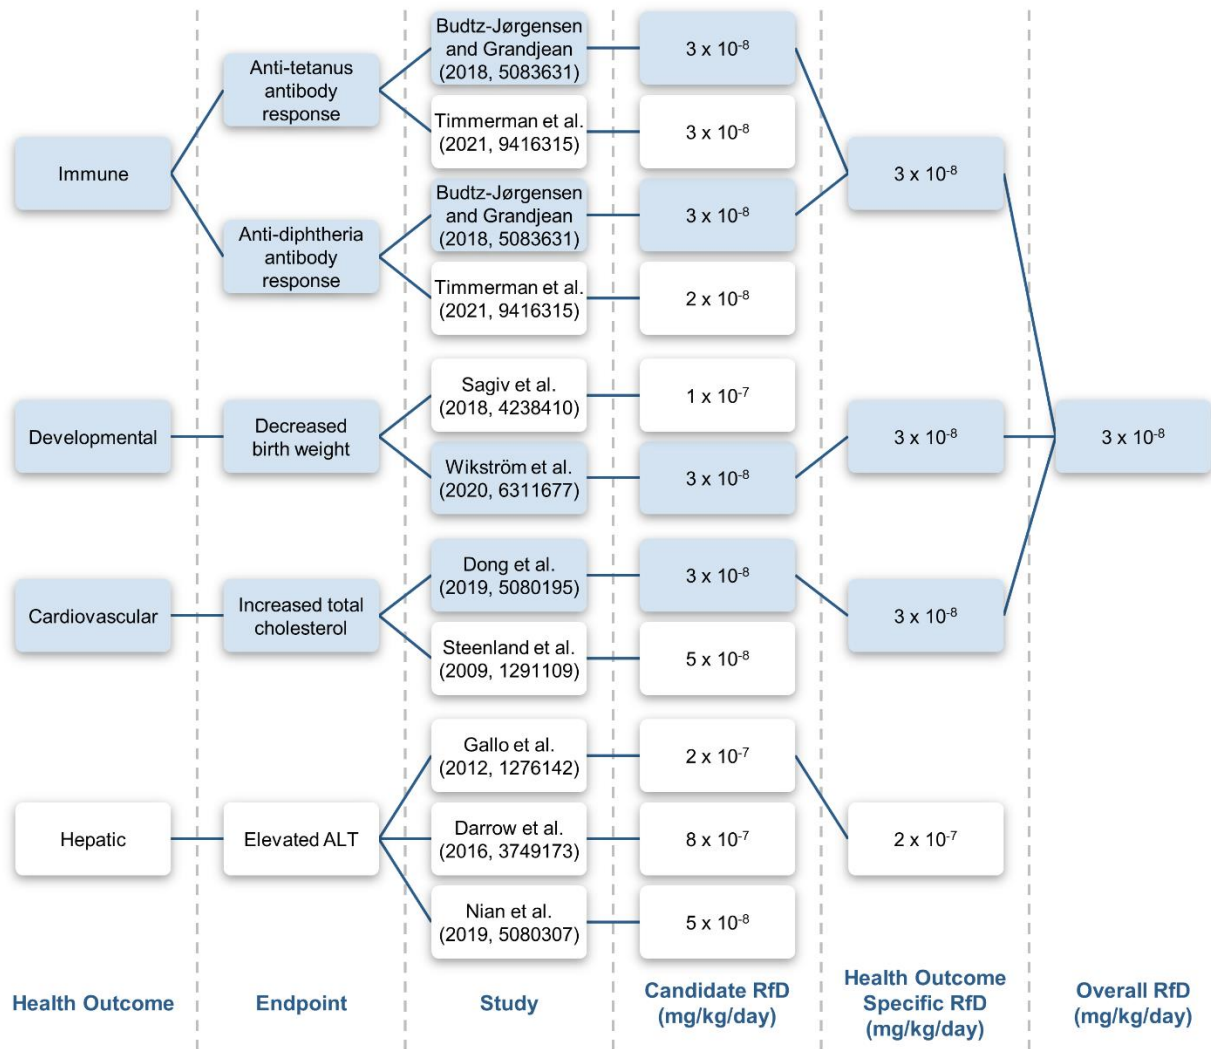 Immune
Anti-tetanus
antibody
response
Anti-diphtheria
antibody
response
Budtz-Jørgensen
and Grandjean
(2018, 5083631)
3 x 10⁻⁸
Timmerman et al.
(2021, 9416315)
3 x 10⁻⁸
Budtz-Jørgensen
and Grandjean
(2018, 5083631)
3 x 10⁻⁸
Timmerman et al.
(2021, 9416315)
2 x 10⁻⁸
3 x 10⁻⁸
Developmental
Decreased
birth weight
Sagiv et al.
(2018, 4238410)
1 x 10⁻⁷
Wikström et al.
(2020, 6311677)
3 x 10⁻⁸
3 x 10⁻⁸
3 x 10⁻⁸
Cardiovascular
Increased total
cholesterol
Dong et al.
(2019, 5080195)
3 x 10⁻⁸
Steenland et al.
(2009, 1291109)
5 x 10⁻⁸
3 x 10⁻⁸
Hepatic
Elevated ALT
Gallo et al.
(2012, 1276142)
2 x 10⁻⁷
Darrow et al.
(2016, 3749173)
8 x 10⁻⁷
Nian et al.
(2019, 5080307)
5 x 10⁻⁸
2 x 10⁻⁷
Health Outcome
Endpoint
Study
Candidate RfD
(mg/kg/day)
Health Outcome
Specific RfD
(mg/kg/day)
Overall RfD
(mg/kg/day)